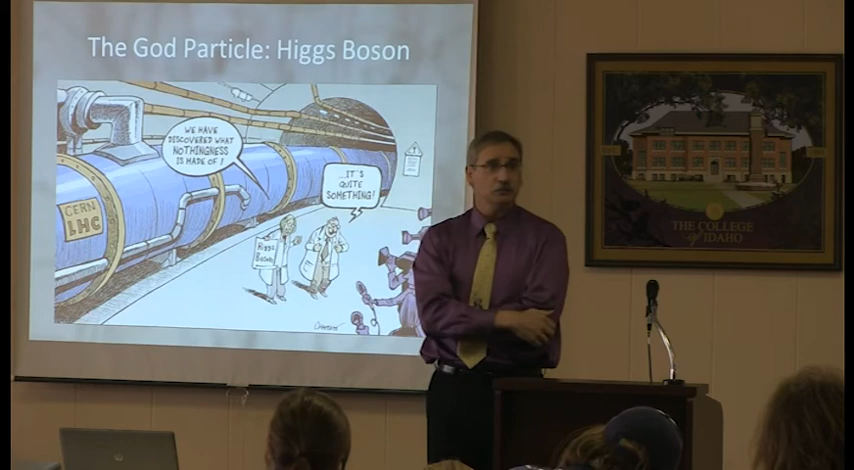 The God Particle: Higgs Boson
WE HAVE
DISCOVERED WHAT
NOTHINGNESS
IS MADE OF!
...IT'S
QUITE
SOMETHING!
CERN
LHC
Higgs
Boson
THE COLLEGE
of IDAHO